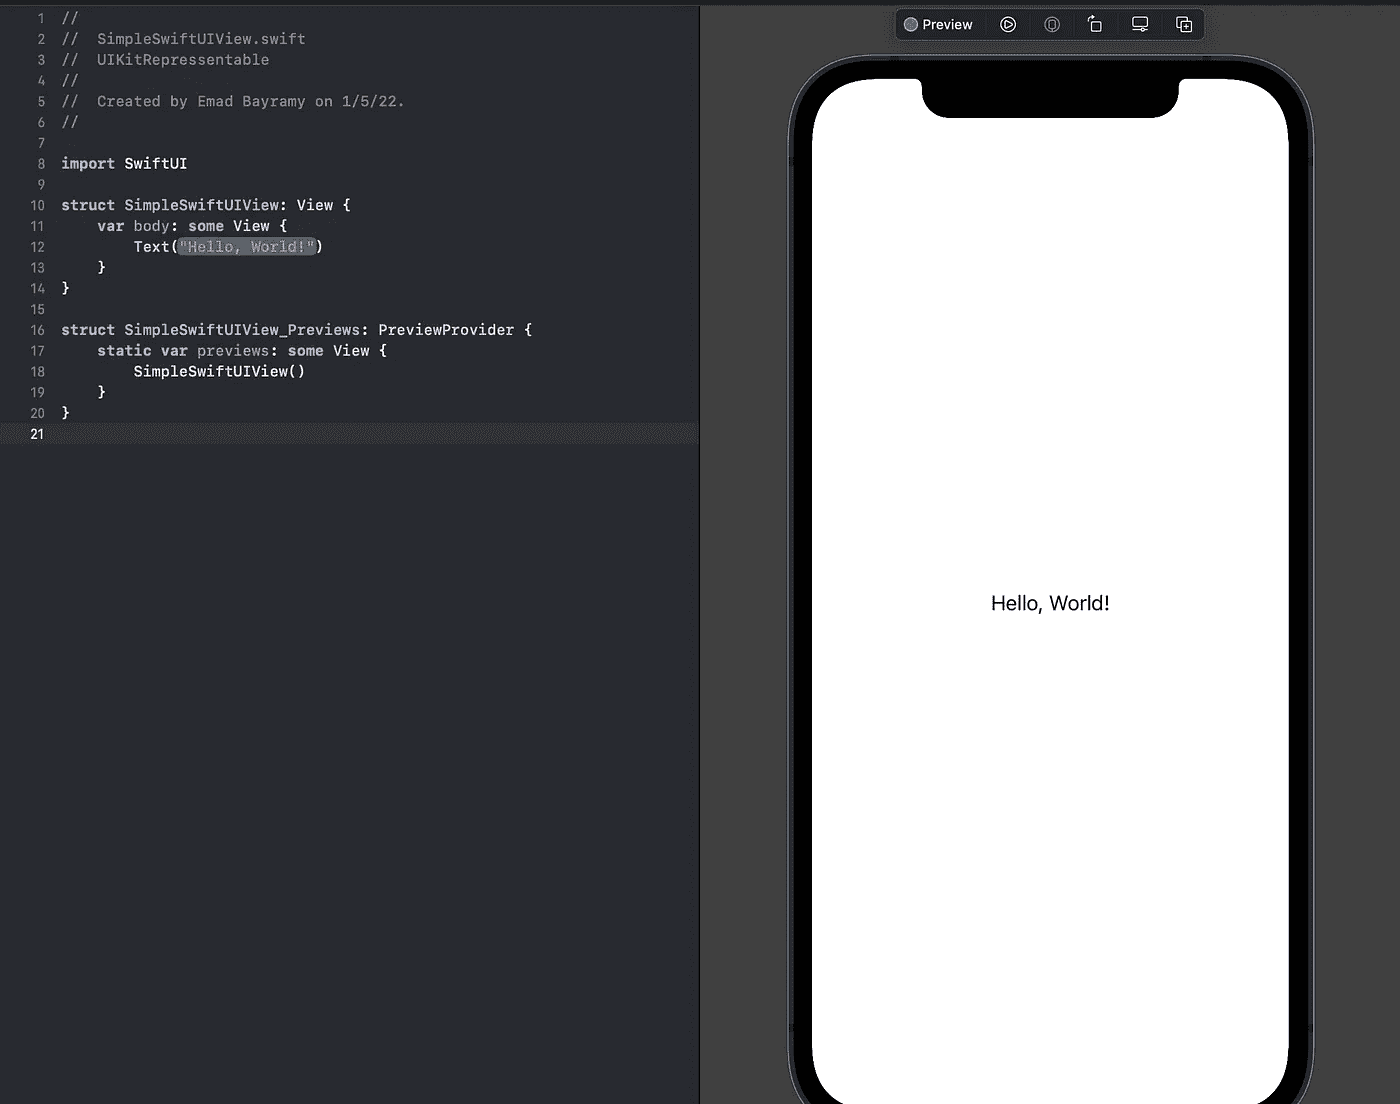 1 //
2 //  SimpleSwiftUIView.swift
3 //  UIKitRepressentable
4 //
5 //  Created by Emad Bayramy on 1/5/22.
6 //
7
8 import SwiftUI
9
10 struct SimpleSwiftUIView: View {
11     var body: some View {
12         Text("Hello, World!")
13     }
14 }
15
16 struct SimpleSwiftUIView_Previews: PreviewProvider {
17     static var previews: some View {
18         SimpleSwiftUIView()
19     }
20 }
21
Preview
Hello, World!